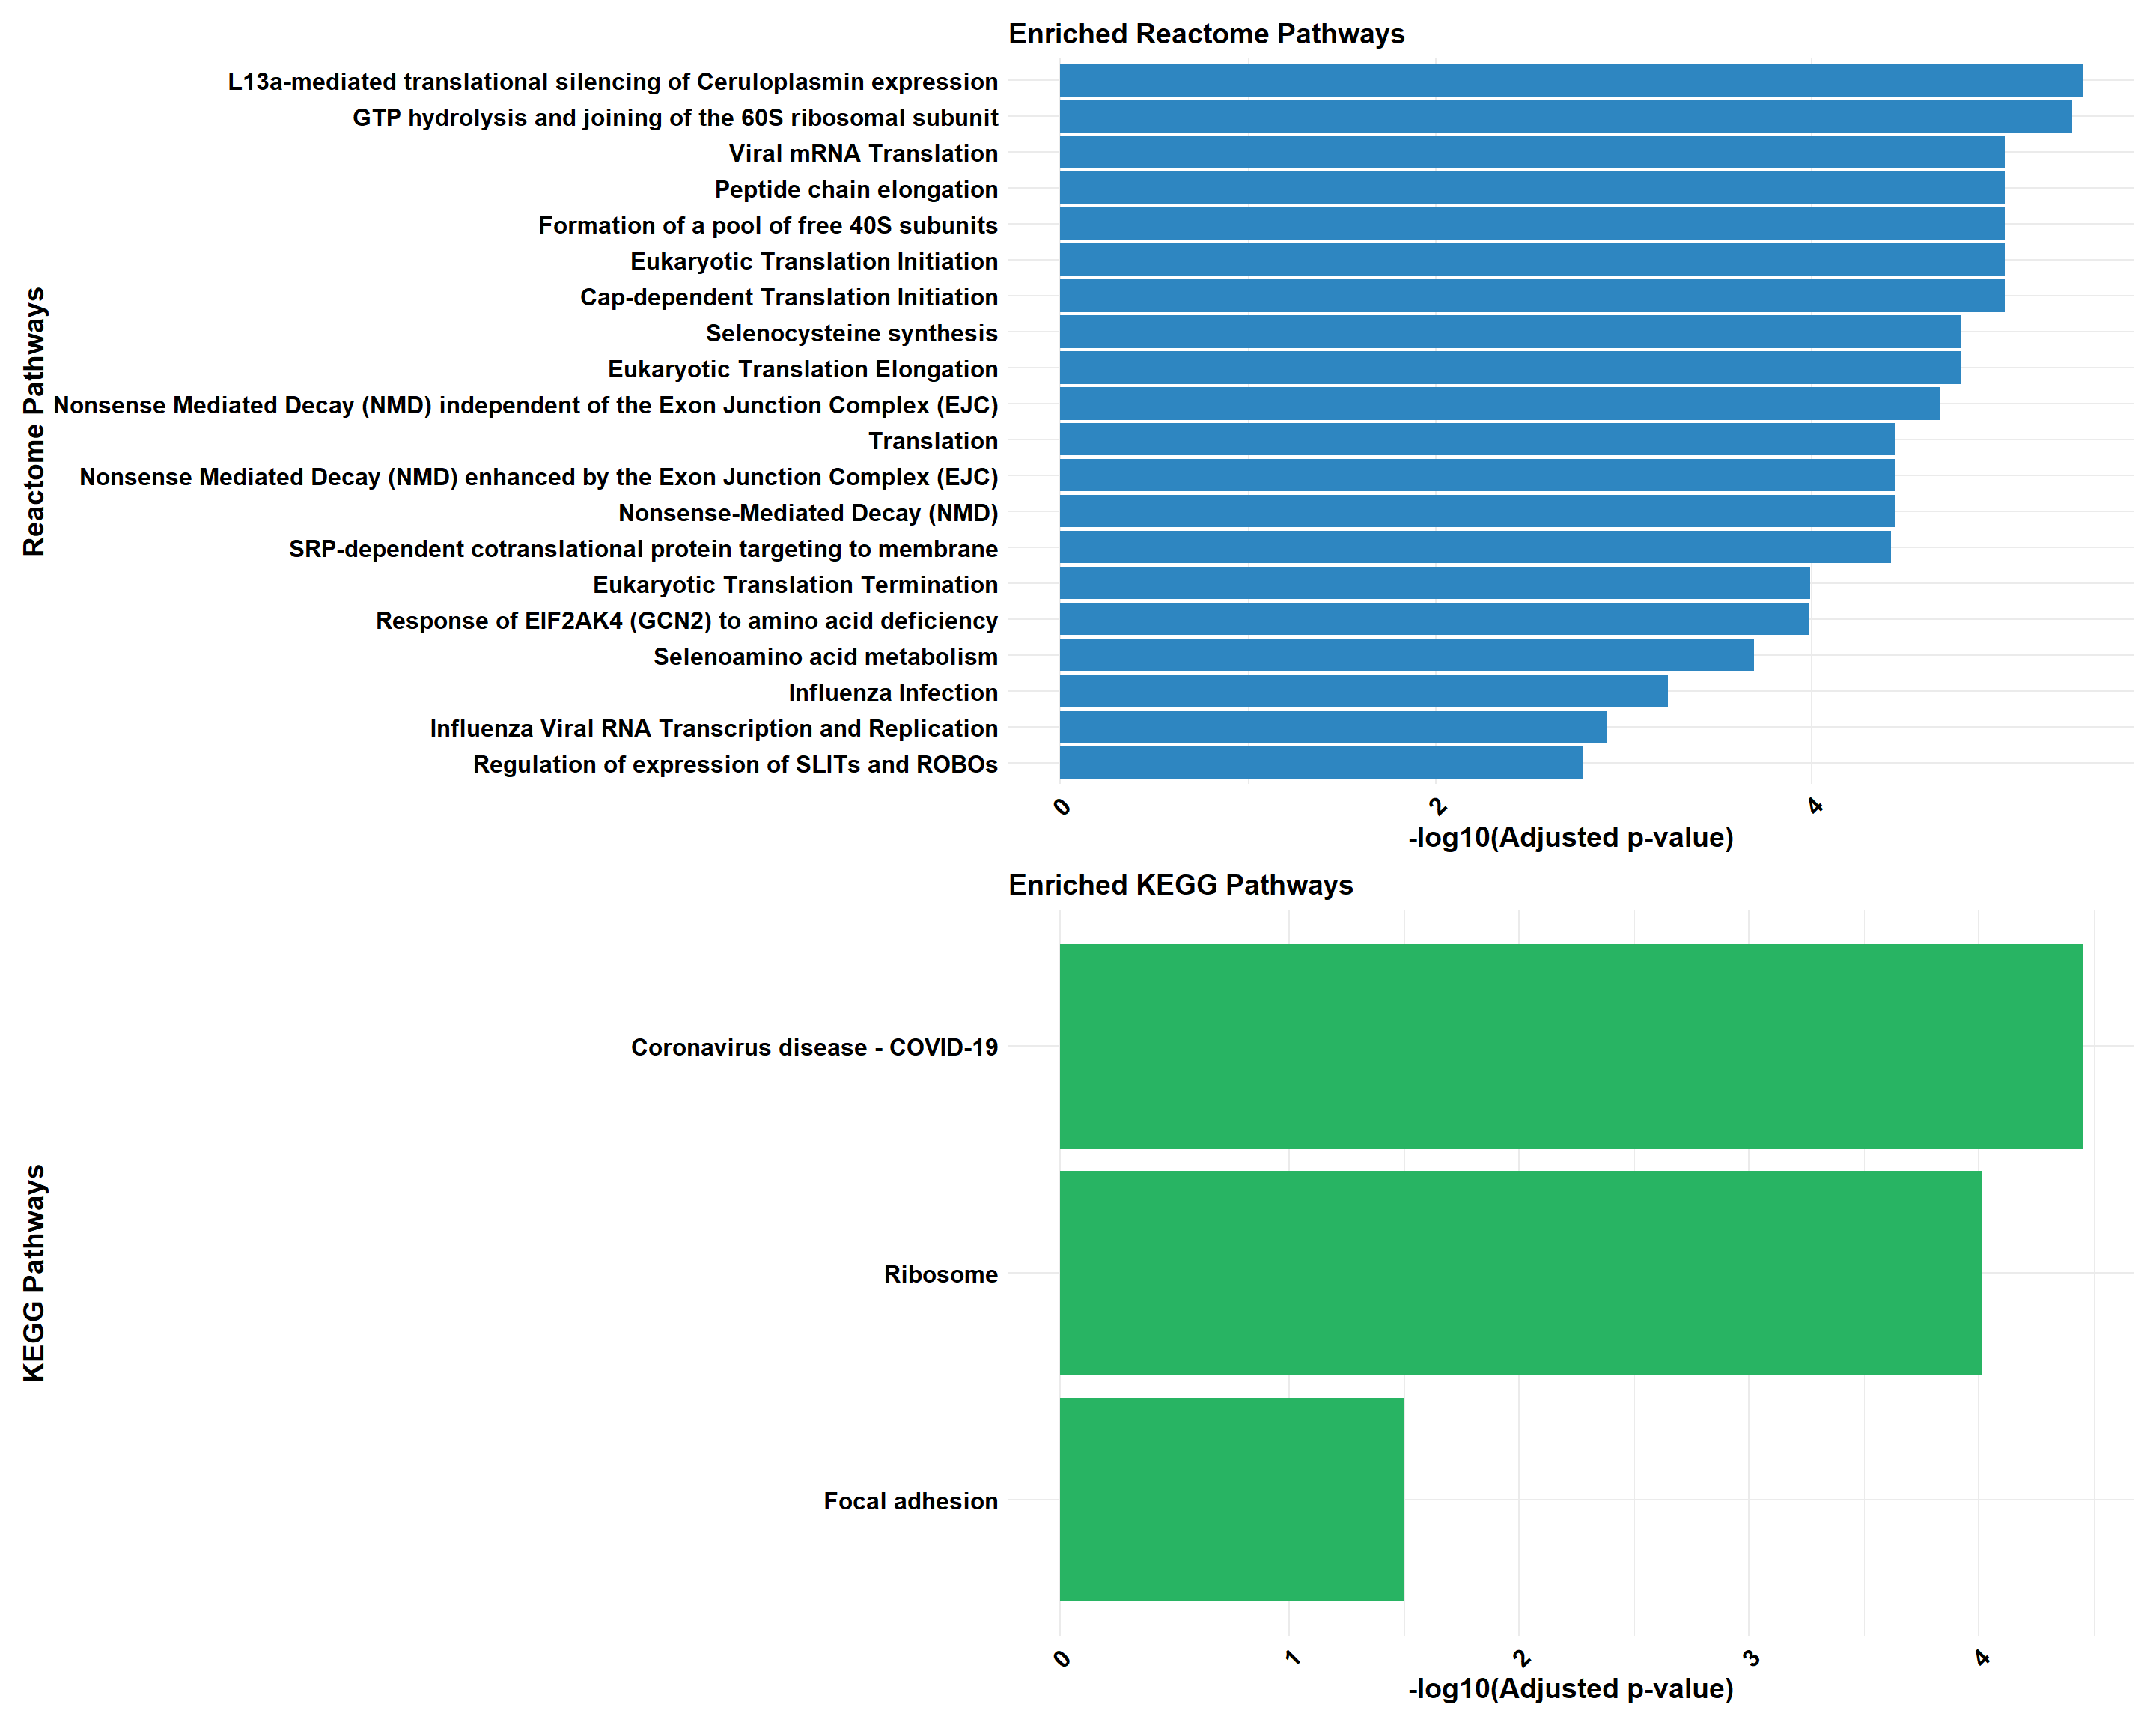 Enriched Reactome Pathways
Reactome Pathways
L13a-mediated translational silencing of Ceruloplasmin expression
GTP hydrolysis and joining of the 60S ribosomal subunit
Viral mRNA Translation
Peptide chain elongation
Formation of a pool of free 40S subunits
Eukaryotic Translation Initiation
Cap-dependent Translation Initiation
Selenocysteine synthesis
Eukaryotic Translation Elongation
Nonsense Mediated Decay (NMD) independent of the Exon Junction Complex (EJC)
Translation
Nonsense Mediated Decay (NMD) enhanced by the Exon Junction Complex (EJC)
Nonsense-Mediated Decay (NMD)
SRP-dependent cotranslational protein targeting to membrane
Eukaryotic Translation Termination
Response of EIF2AK4 (GCN2) to amino acid deficiency
Selenoamino acid metabolism
Influenza Infection
Influenza Viral RNA Transcription and Replication
Regulation of expression of SLITs and ROBOs
0 2 4
-log10(Adjusted p-value)
Enriched KEGG Pathways
KEGG Pathways
Coronavirus disease - COVID-19
Ribosome
Focal adhesion
0 1 2 3 4
-log10(Adjusted p-value)